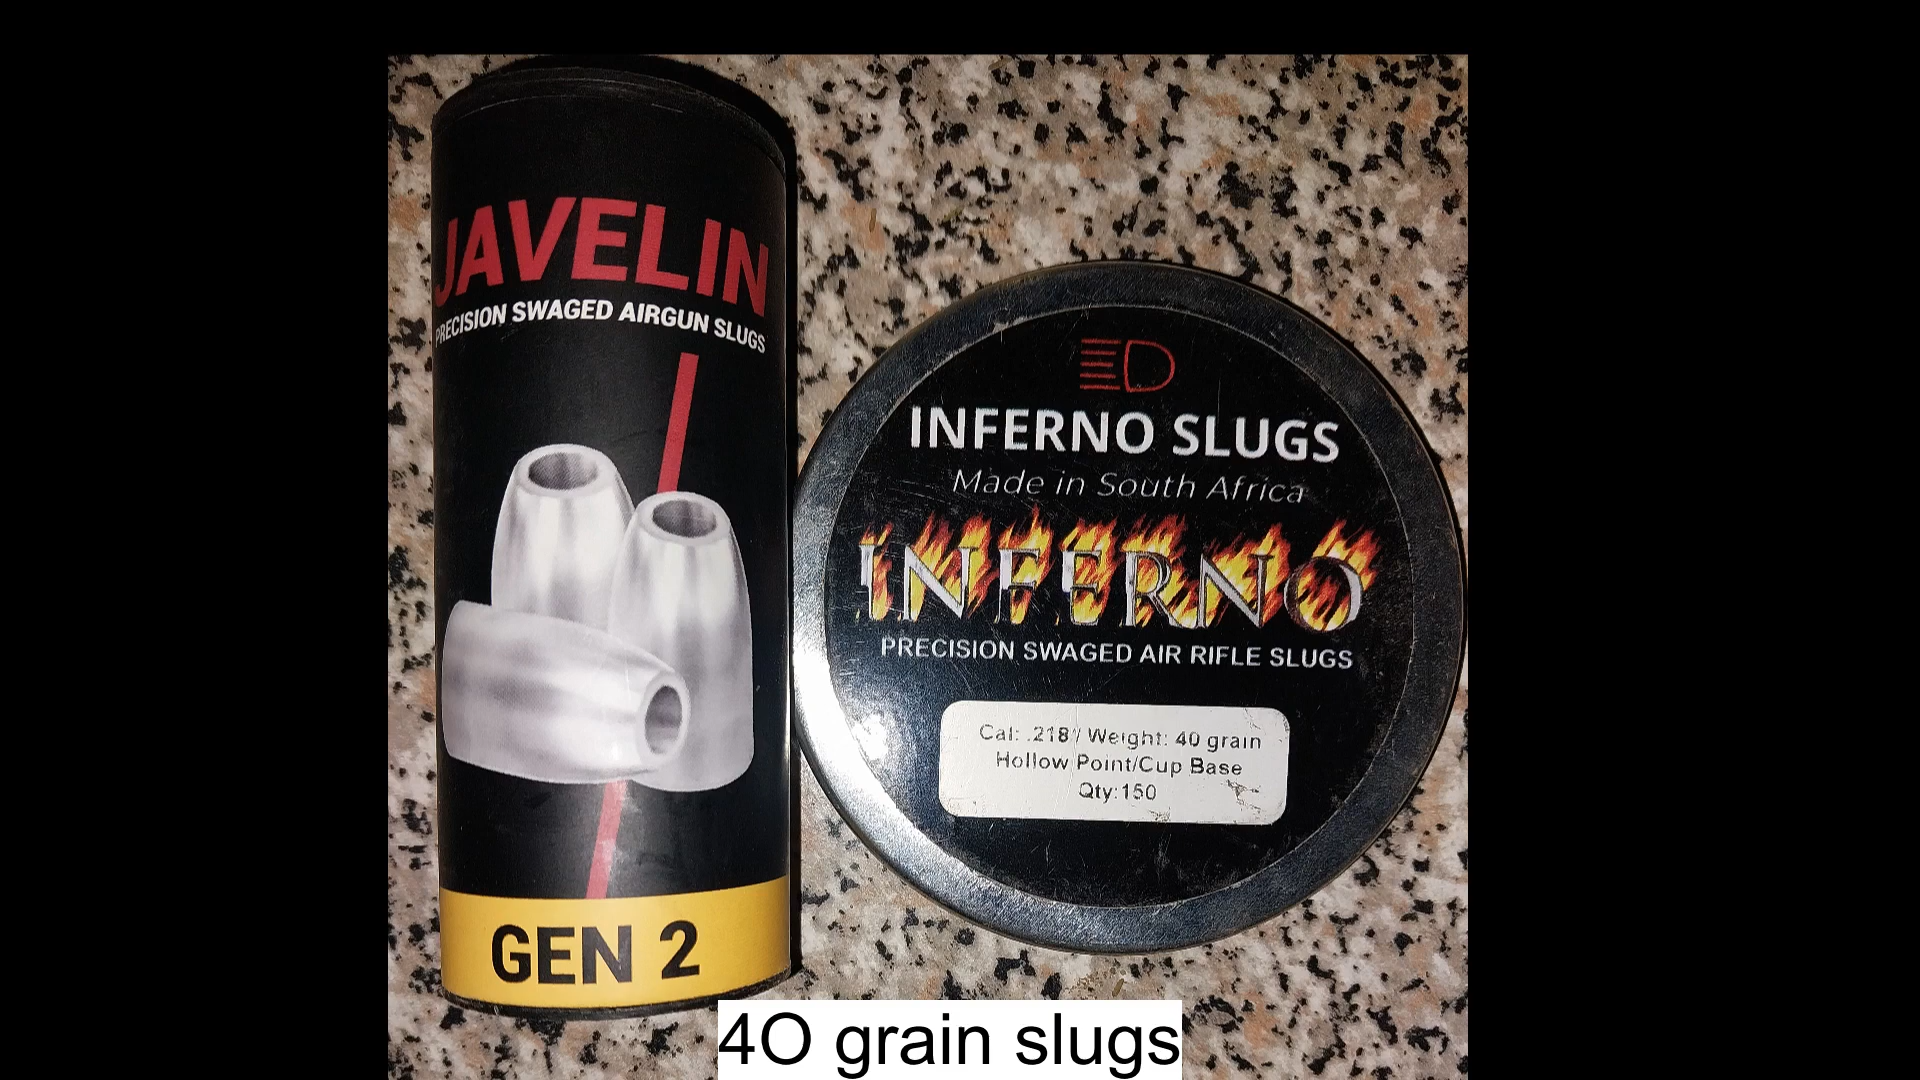 JAVELIN
PRECISION SWAGED AIRGUN SLUGS
GEN 2
INFERNO SLUGS
Made in South Africa
INFERNO
PRECISION SWAGED AIR RIFLE SLUGS
Cal: .218 / Weight: 40 grain
Hollow Point/Cup Base
Qty:150
4O grain slugs